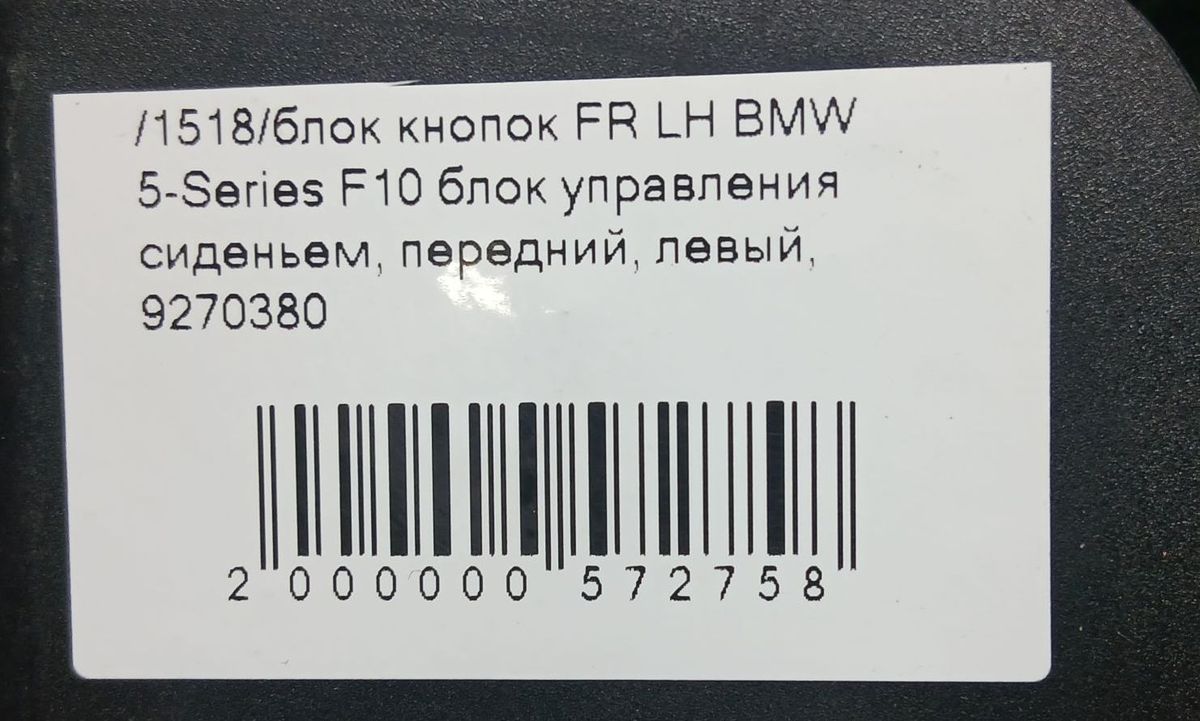 /1518/блок кнопок FR LH BMW
5-Series F10 блок управления
сиденьем, передний, левый,
9270380
2 000000 572758